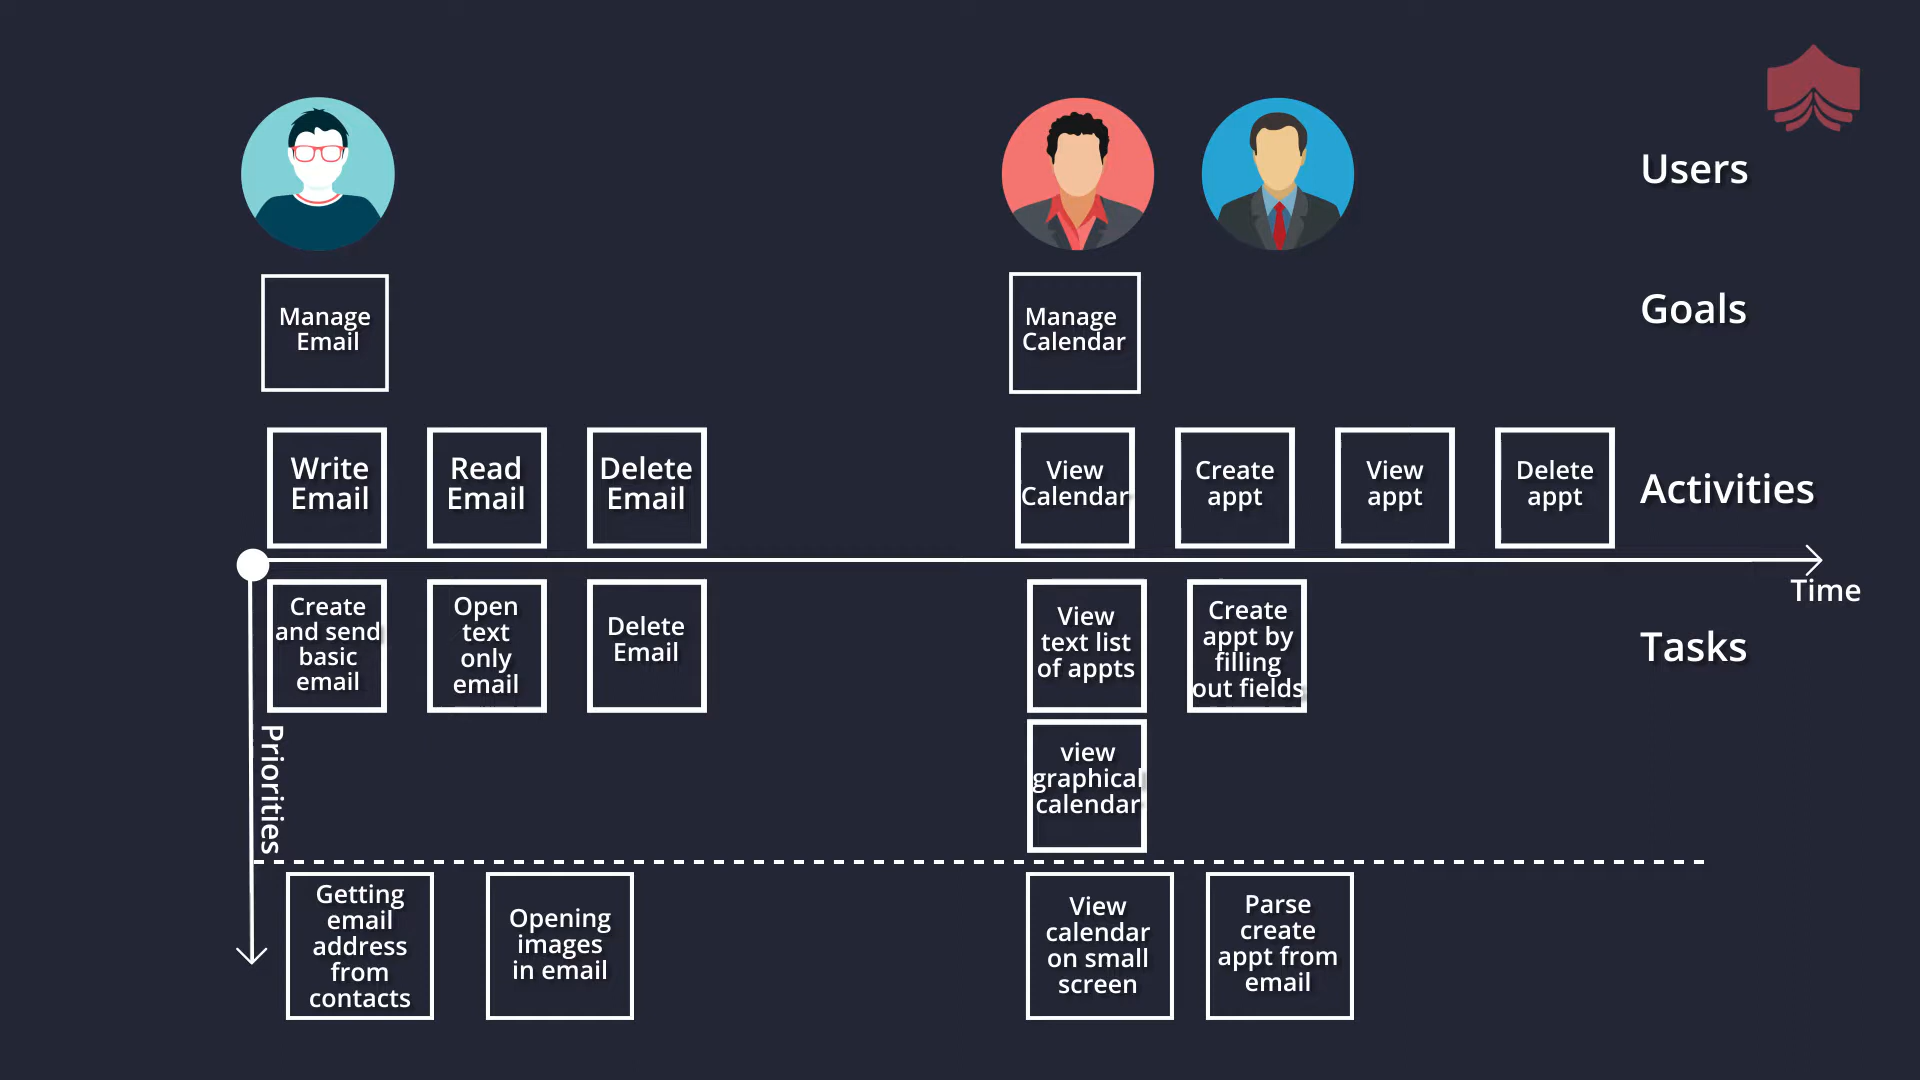 Users
Manage
Email
Manage
Calendar
Goals
Write
Email
Read
Email
Delete
Email
View
Calendar
Create
appt
View
appt
Delete
appt
Activities
Time
Create
and send
basic
email
Open
text
only
email
Delete
Email
View
text list
of appts
Create
appt by
filling
out fields
Tasks
Priorities
view
graphical
calendar
Getting
email
address
from
contacts
Opening
images
in email
View
calendar
on small
screen
Parse
create
appt from
email